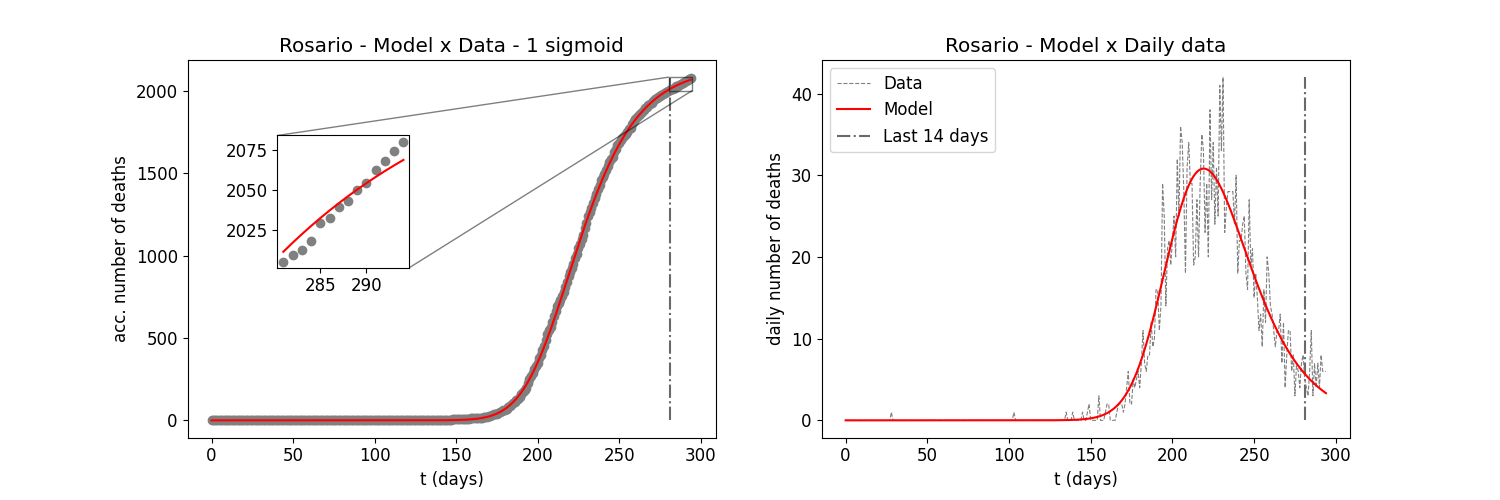 Rosario - Model x Data - 1 sigmoid
acc. number of deaths
2000
1500
1000
500
0
2075
2050
2025
285 290
0 50 100 150 200 250 300
t (days)
Rosario - Model x Daily data
Data
Model
Last 14 days
daily number of deaths
40
30
20
10
0
0 50 100 150 200 250 300
t (days)